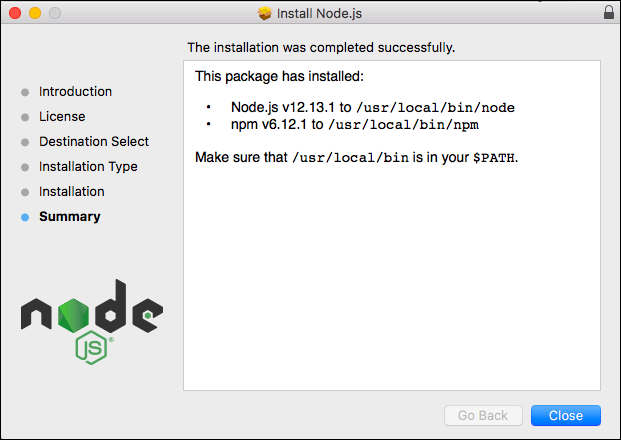 Install Node.js
The installation was completed successfully.
Introduction
License
Destination Select
Installation Type
Installation
Summary
This package has installed:
• Node.js v12.13.1 to /usr/local/bin/node
• npm v6.12.1 to /usr/local/bin/npm
Make sure that /usr/local/bin is in your $PATH.
node
JS®
Go Back
Close